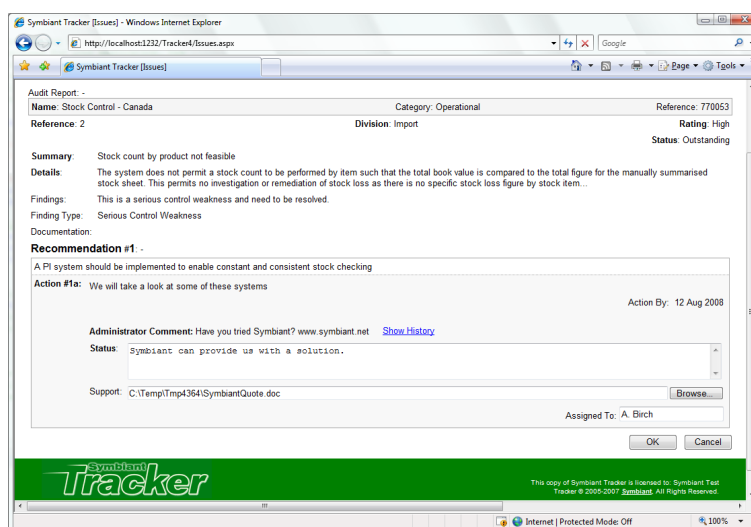 Symbiant Tracker [Issues] - Windows Internet Explorer
http://localhost:1232/Tracker4/Issues.aspx
Google
Symbiant Tracker [Issues]
Page
Tools
Audit Report: -
Name: Stock Control - Canada Category: Operational Reference: 770053
Reference: 2 Division: Import Rating: High
Status: Outstanding
Summary: Stock count by product not feasible
Details: The system does not permit a stock count to be performed by item such that the total book value is compared to the total figure for the manually summarised
stock sheet. This permits no investigation or remediation of stock loss as there is no specific stock loss figure by stock item...
Findings: This is a serious control weakness and need to be resolved.
Finding Type: Serious Control Weakness
Documentation:
Recommendation #1: -
A PI system should be implemented to enable constant and consistent stock checking
Action #1a: We will take a look at some of these systems
Action By: 12 Aug 2008
Administrator Comment: Have you tried Symbiant? www.symbiant.net Show History
Status: Symbiant can provide us with a solution.
Support: C:\Temp\Tmp4364\SymbiantQuote.doc Browse...
Assigned To: A. Birch
OK Cancel
Symbiant
Tracker
This copy of Symbiant Tracker is licensed to: Symbiant Test
Tracker © 2005-2007 Symbiant, All Rights Reserved.
Internet | Protected Mode: Off 100%